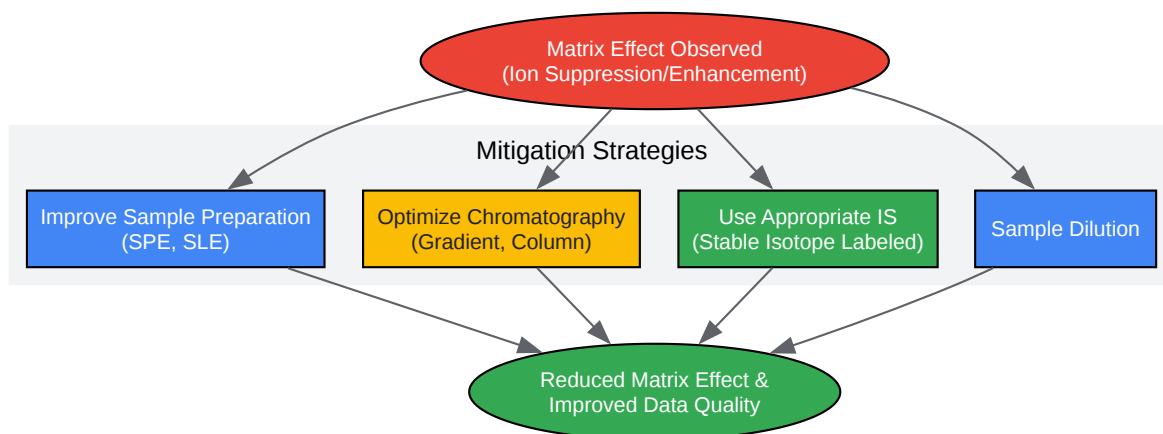 Matrix Effect Observed
(Ion Suppression/Enhancement)
Mitigation Strategies
Improve Sample Preparation
(SPE, SLE)
Optimize Chromatography
(Gradient, Column)
Use Appropriate IS
(Stable Isotope Labeled)
Sample Dilution
Reduced Matrix Effect &
Improved Data Quality